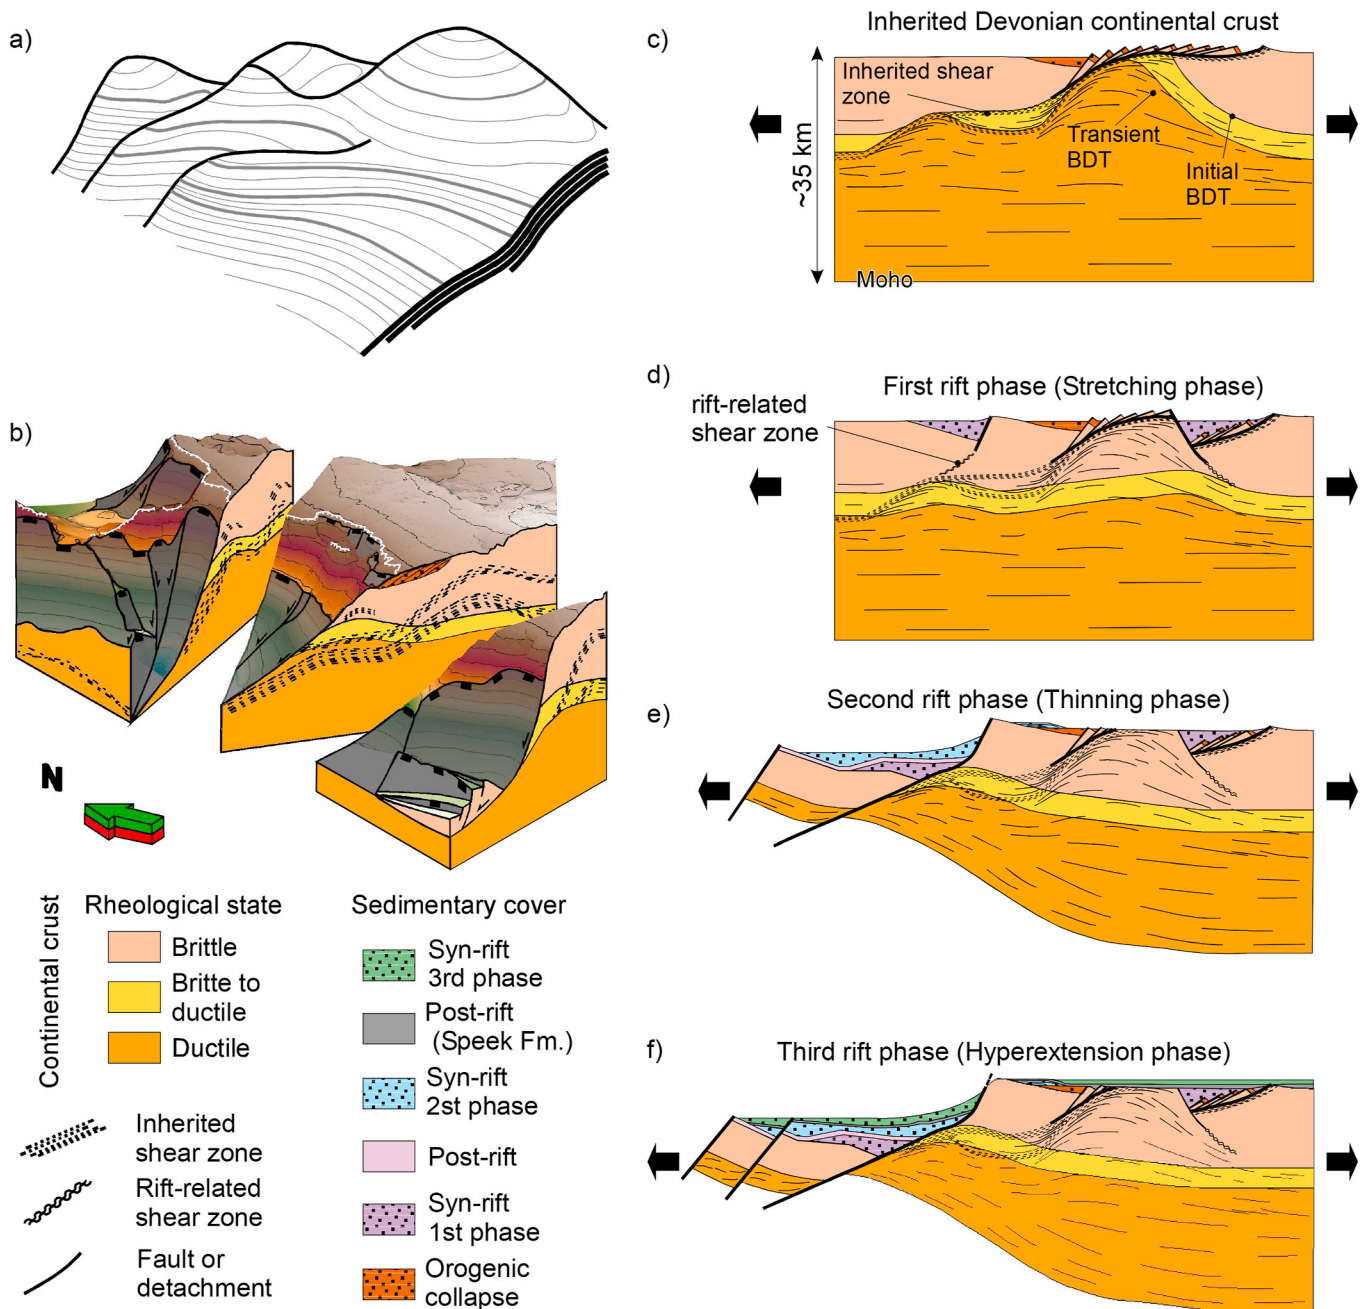 a)
b)
N
Continental crust
Rheological state
Brittle
Britte to
ductile
Ductile
Inherited
shear zone
Rift-related
shear zone
Fault or
detachment
Sedimentary cover
Syn-rift
3rd phase
Post-rift
(Speek Fm.)
Syn-rift
2st phase
Post-rift
Syn-rift
1st phase
Orogenic
collapse
c)
Inherited Devonian continental crust
~35 km
Inherited shear
zone
Transient
BDT
Initial
BDT
Moho
d)
First rift phase (Stretching phase)
rift-related
shear zone
e)
Second rift phase (Thinning phase)
f)
Third rift phase (Hyperextension phase)